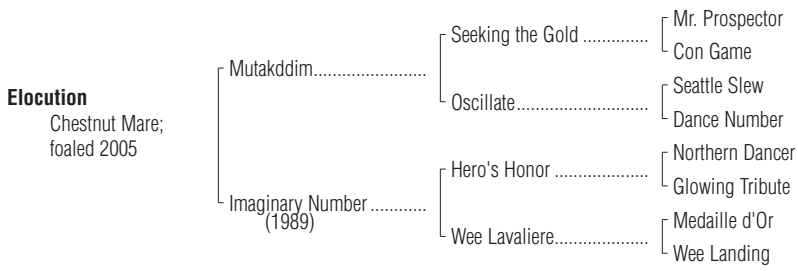 Elocution
Chestnut Mare;
foaled 2005
Mutakddim.......................
Imaginary Number ............
(1989)
Seeking the Gold ..............
Oscillate............................
Hero's Honor ....................
Wee Lavaliere....................
Mr. Prospector
Con Game
Seattle Slew
Dance Number
Northern Dancer
Glowing Tribute
Medaille d'Or
Wee Landing